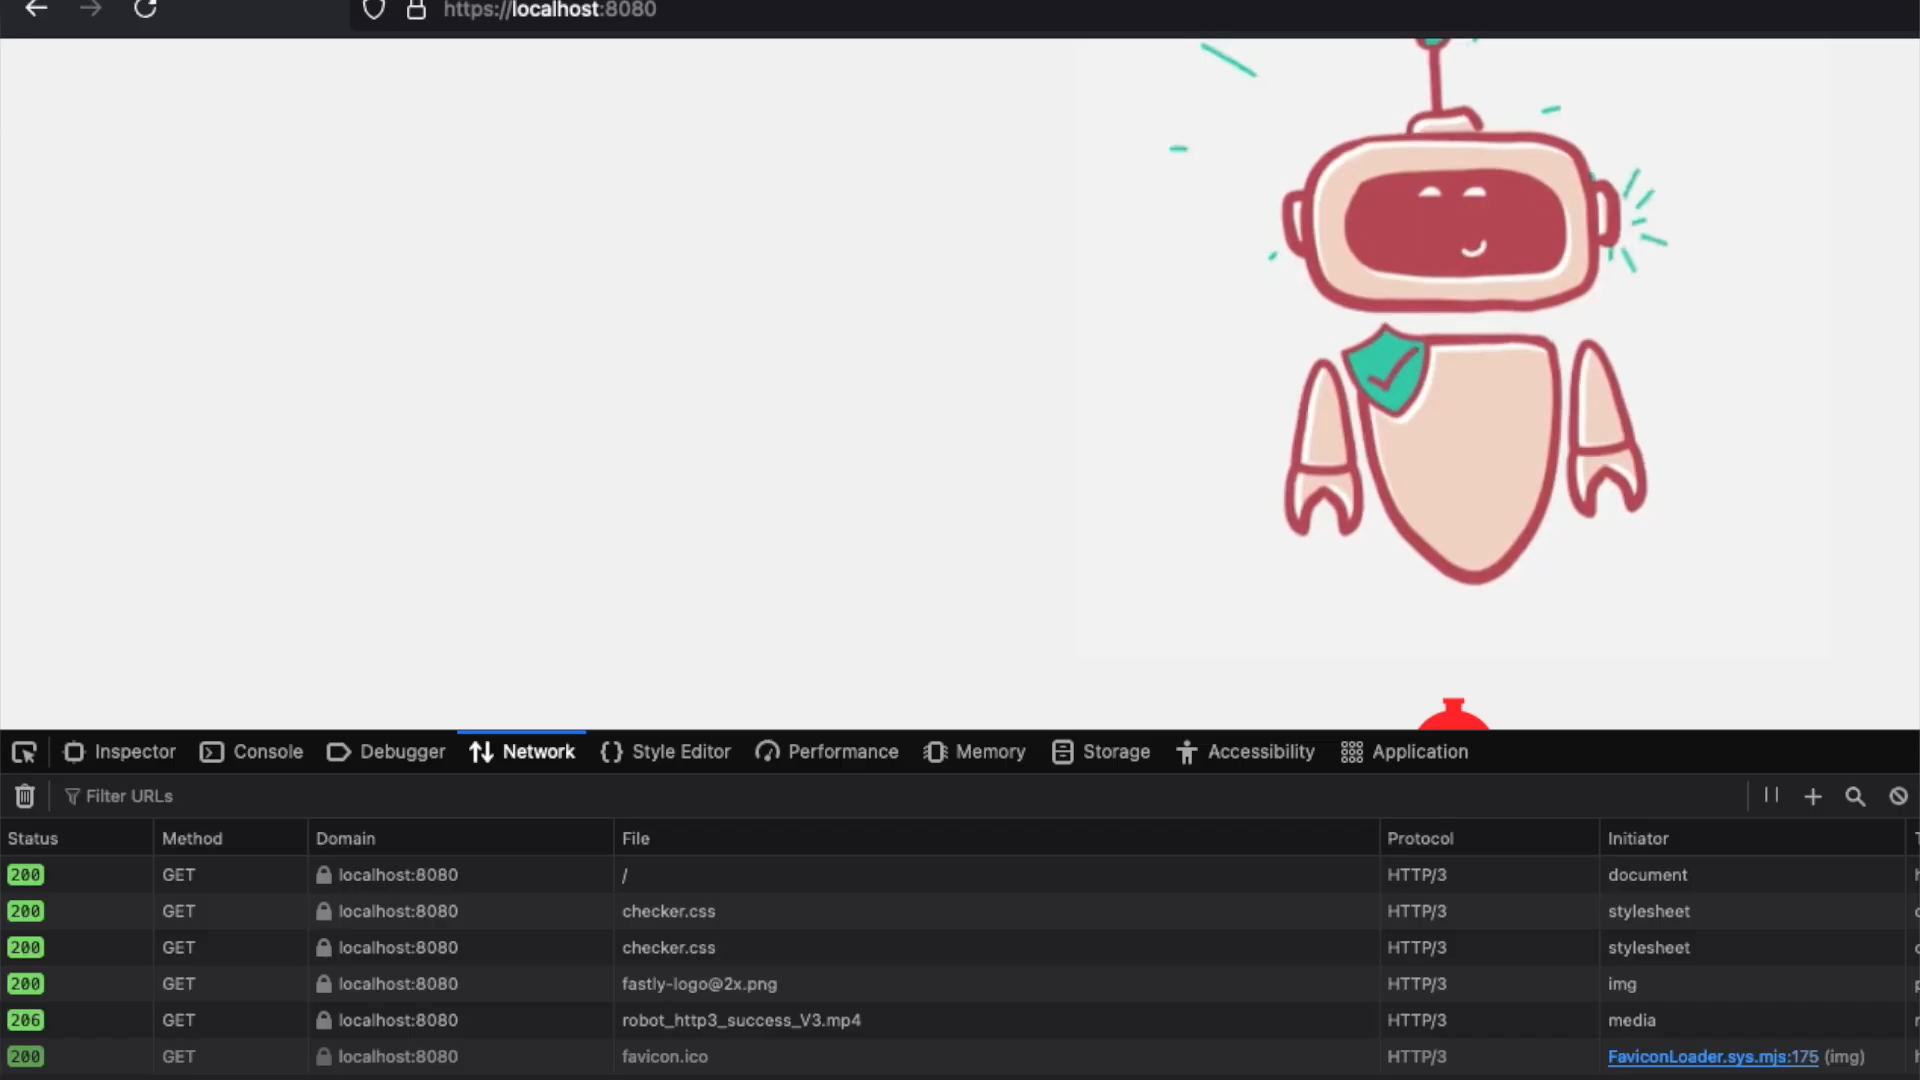 https://localhost:8080
Inspector Console Debugger Network Style Editor Performance Memory Storage Accessibility Application
Filter URLs
Status Method Domain File Protocol Initiator
200 GET localhost:8080 / HTTP/3 document
200 GET localhost:8080 checker.css HTTP/3 stylesheet
200 GET localhost:8080 checker.css HTTP/3 stylesheet
200 GET localhost:8080 fastly-logo@2x.png HTTP/3 img
206 GET localhost:8080 robot_http3_success_V3.mp4 HTTP/3 media
200 GET localhost:8080 favicon.ico HTTP/3 FaviconLoader.sys.mjs:175 (img)